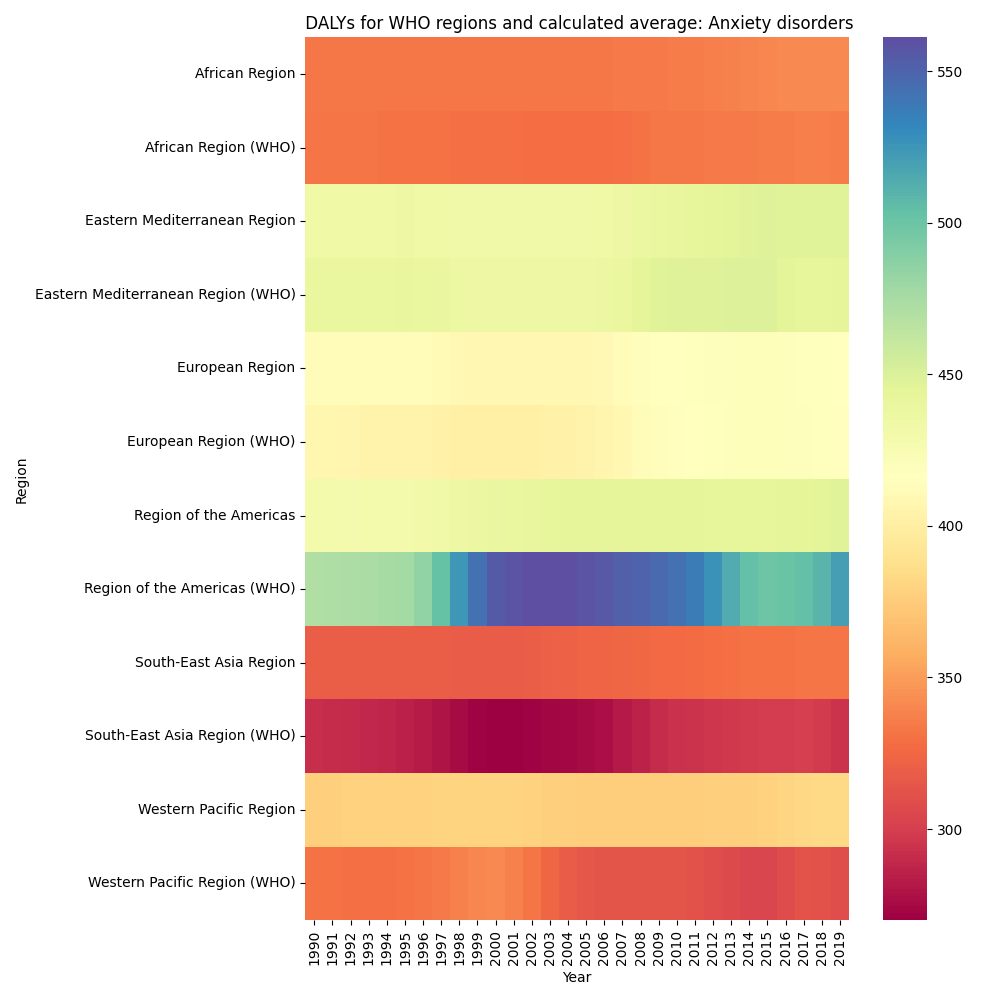 DALYs for WHO regions and calculated average: Anxiety disorders
African Region
African Region (WHO)
Eastern Mediterranean Region
Eastern Mediterranean Region (WHO)
European Region
European Region (WHO)
Region of the Americas
Region of the Americas (WHO)
South-East Asia Region
South-East Asia Region (WHO)
Western Pacific Region
Western Pacific Region (WHO)
Region
1990 1991 1992 1993 1994 1995 1996 1997 1998 1999 2000 2001 2002 2003 2004 2005 2006 2007 2008 2009 2010 2011 2012 2013 2014 2015 2016 2017 2018 2019
Year
550
500
450
400
350
300